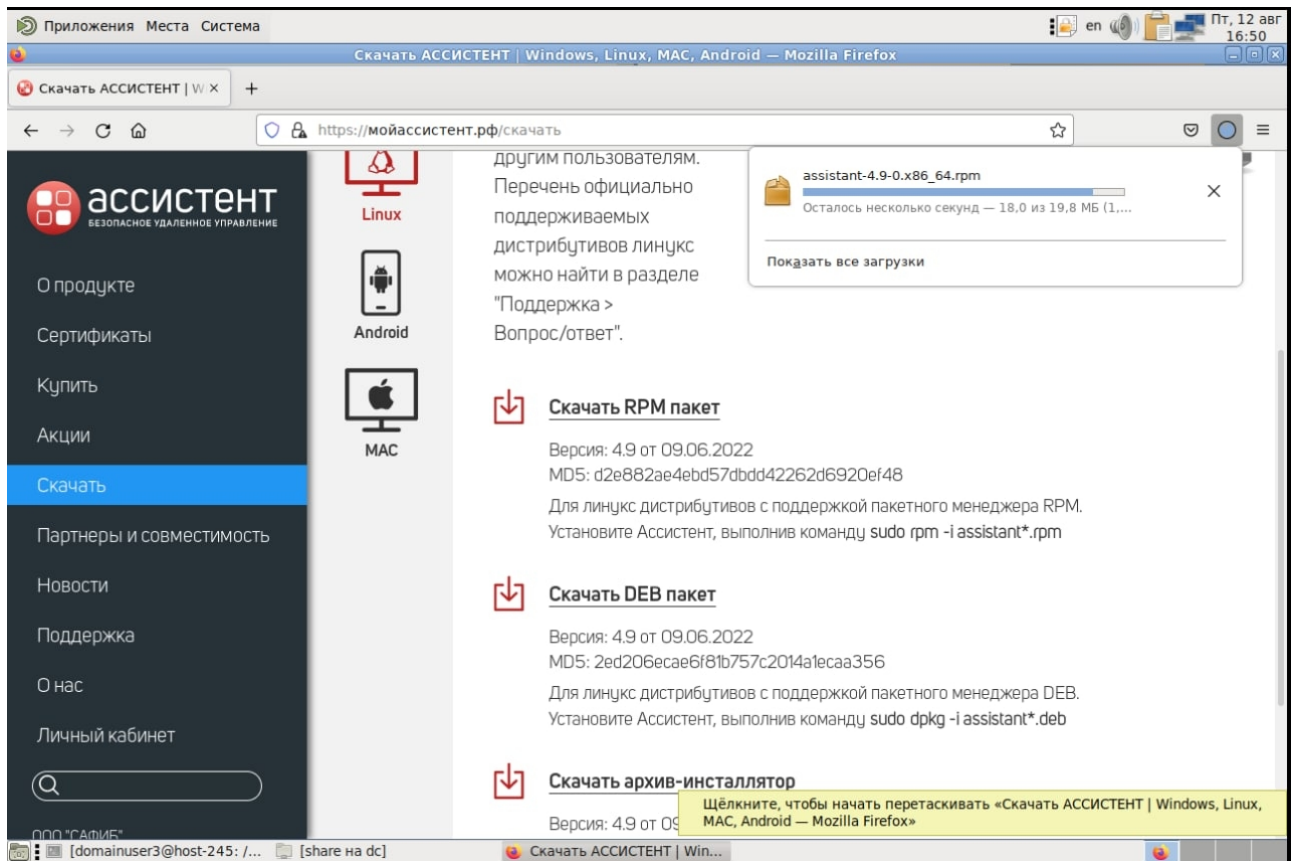 Приложения Места Система
en
Пт, 12 авг
16:50
Скачать АССИСТЕНТ | Windows, Linux, MAC, Android — Mozilla Firefox
Скачать АССИСТЕНТ | W
https://мойассистент.рф/скачать
assistant-4.9-0.x86_64.rpm
Осталось несколько секунд — 18,0 из 19,8 МБ (1,...
Показать все загрузки
ассистент
БЕЗОПАСНОЕ УДАЛЕННОЕ УПРАВЛЕНИЕ
О продукте
Сертификаты
Купить
Акции
Скачать
Партнеры и совместимость
Новости
Поддержка
О нас
Личный кабинет
ООО "САФИБ"
Linux
Android
MAC
другим пользователям.
Перечень официально
поддерживаемых
дистрибутивов линукс
можно найти в разделе
"Поддержка >
Вопрос/ответ".
Скачать RPM пакет
Версия: 4.9 от 09.06.2022
MD5: d2e882ae4ebd57dbdd42262d6920ef48
Для линукс дистрибутивов с поддержкой пакетного менеджера RPM.
Установите Ассистент, выполнив команду sudo rpm -i assistant*.rpm
Скачать DEB пакет
Версия: 4.9 от 09.06.2022
MD5: 2ed206ecae6f81b757c2014a1ecaa356
Для линукс дистрибутивов с поддержкой пакетного менеджера DEB.
Установите Ассистент, выполнив команду sudo dpkg -i assistant*.deb
Скачать архив-инсталлятор
Версия: 4.9 от 09
Щёлкните, чтобы начать перетаскивать «Скачать АССИСТЕНТ | Windows, Linux,
MAC, Android — Mozilla Firefox»
[domainuser3@host-245: /...
[share на dc]
Скачать АССИСТЕНТ | Win...